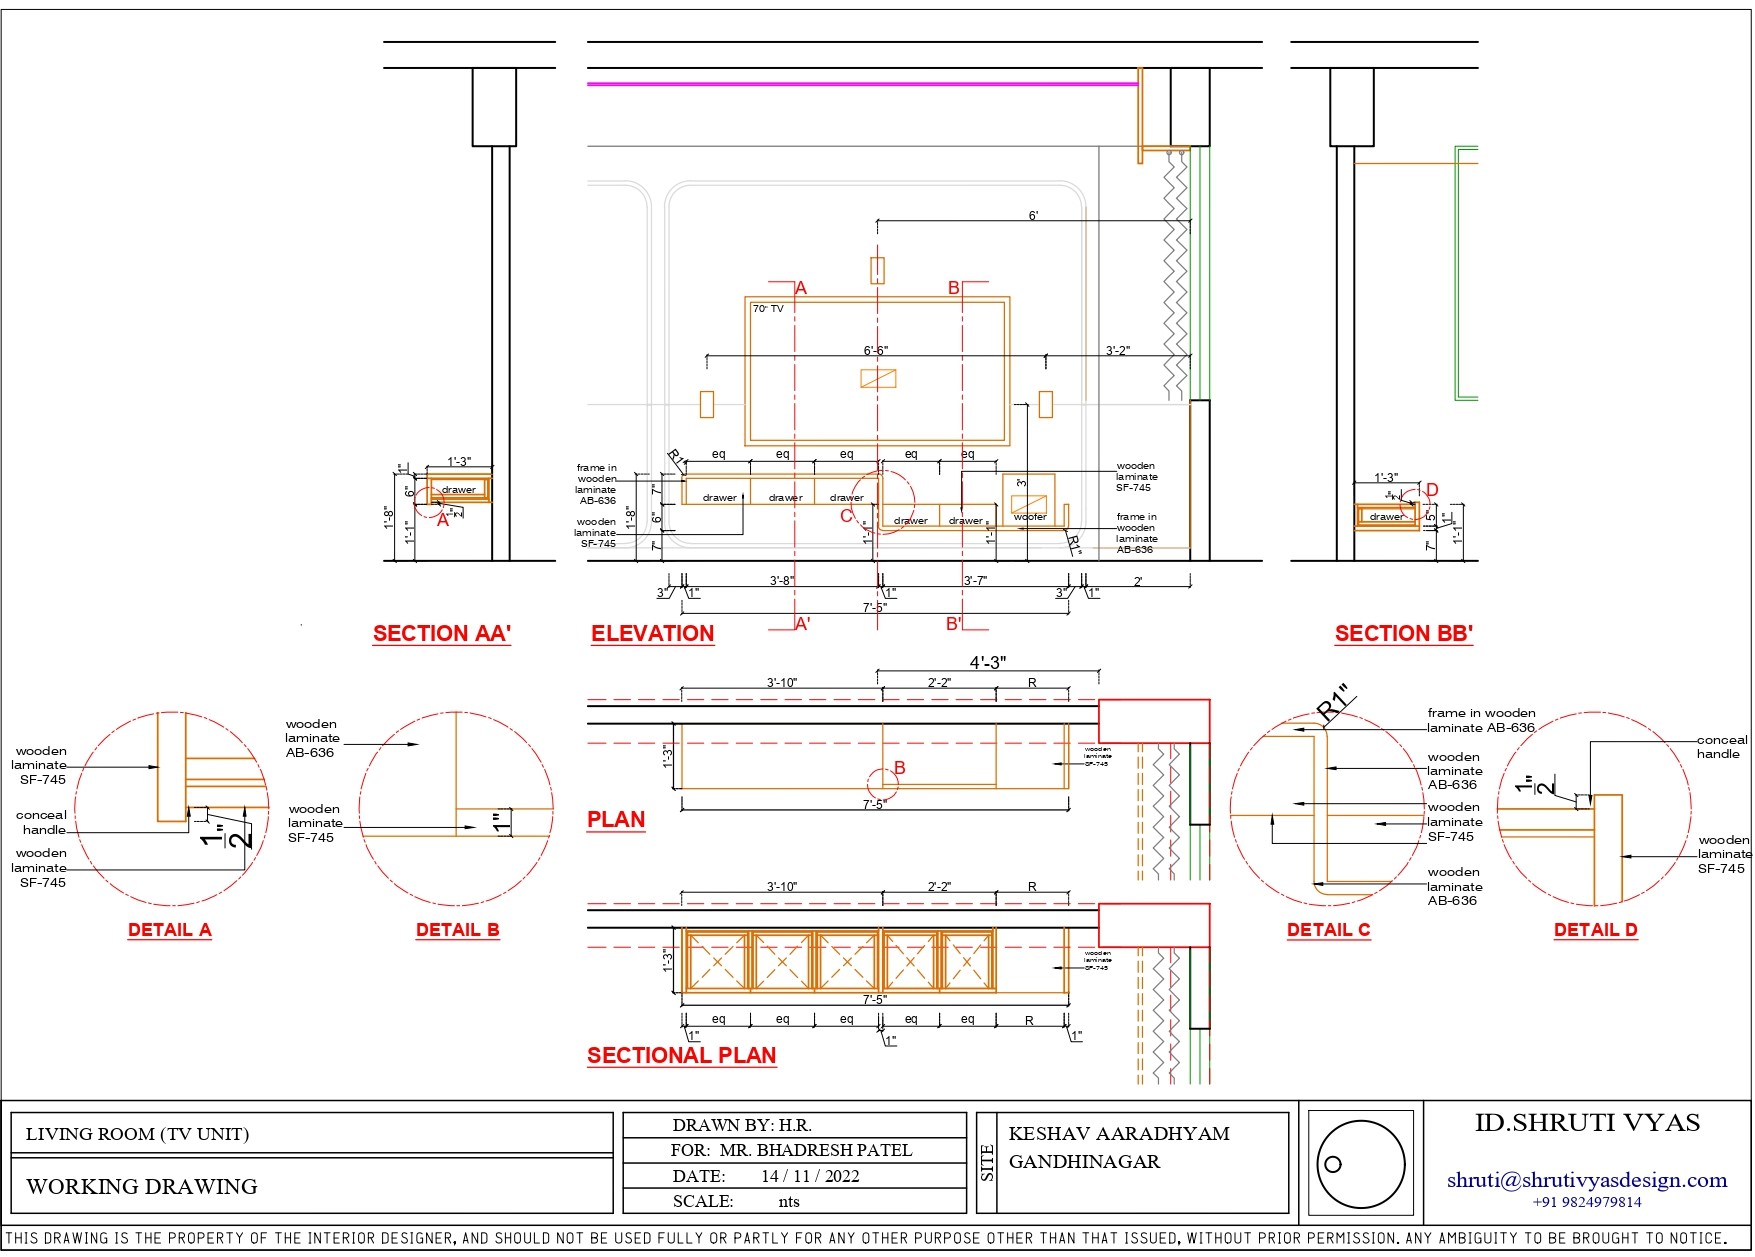 6'
A
B
70" TV
6'-6"
3'-2"
R1"
eq
eq
eq
eq
eq
frame in
wooden
laminate
AB-636
wooden
laminate
SF-745
drawer
drawer
drawer
drawer
drawer
woofer
C
3'
wooden
laminate
SF-745
frame in
wooden
laminate
AB-636
R1"
1'-8"
7"
6"
7"
1'-1"
1'-1"
3'-8"
3'-7"
2'
3"
1"
1"
3"
1"
7'-5"
A'
B'
1'-3"
drawer
1"
6"
1'-8"
1'-1"
A
1"
2
1'-3"
drawer
D
1"
2
5"
1"
7"
1'-1"
SECTION AA'
ELEVATION
SECTION BB'
4'-3"
3'-10"
2'-2"
R
1'-3"
B
wooden
laminate
SF-745
7'-5"
PLAN
wooden
laminate
SF-745
conceal
handle
wooden
laminate
SF-745
1"
2
DETAIL A
wooden
laminate
AB-636
wooden
laminate
SF-745
1"
DETAIL B
R1"
frame in wooden
laminate AB-636
wooden
laminate
AB-636
wooden
laminate
SF-745
wooden
laminate
AB-636
DETAIL C
conceal
handle
1"
2
wooden
laminate
SF-745
DETAIL D
3'-10"
2'-2"
R
1'-3"
wooden
laminate
SF-745
7'-5"
eq
eq
eq
eq
eq
R
1"
1"
1"
SECTIONAL PLAN
LIVING ROOM (TV UNIT)
WORKING DRAWING
DRAWN BY: H.R.
FOR: MR. BHADRESH PATEL
DATE: 14 / 11 / 2022
SCALE: nts
SITE
KESHAV AARADHYAM
GANDHINAGAR
ID.SHRUTI VYAS
shruti@shrutivyasdesign.com
+91 9824979814
THIS DRAWING IS THE PROPERTY OF THE INTERIOR DESIGNER, AND SHOULD NOT BE USED FULLY OR PARTLY FOR ANY OTHER PURPOSE OTHER THAN THAT ISSUED, WITHOUT PRIOR PERMISSION. ANY AMBIGUITY TO BE BROUGHT TO NOTICE.